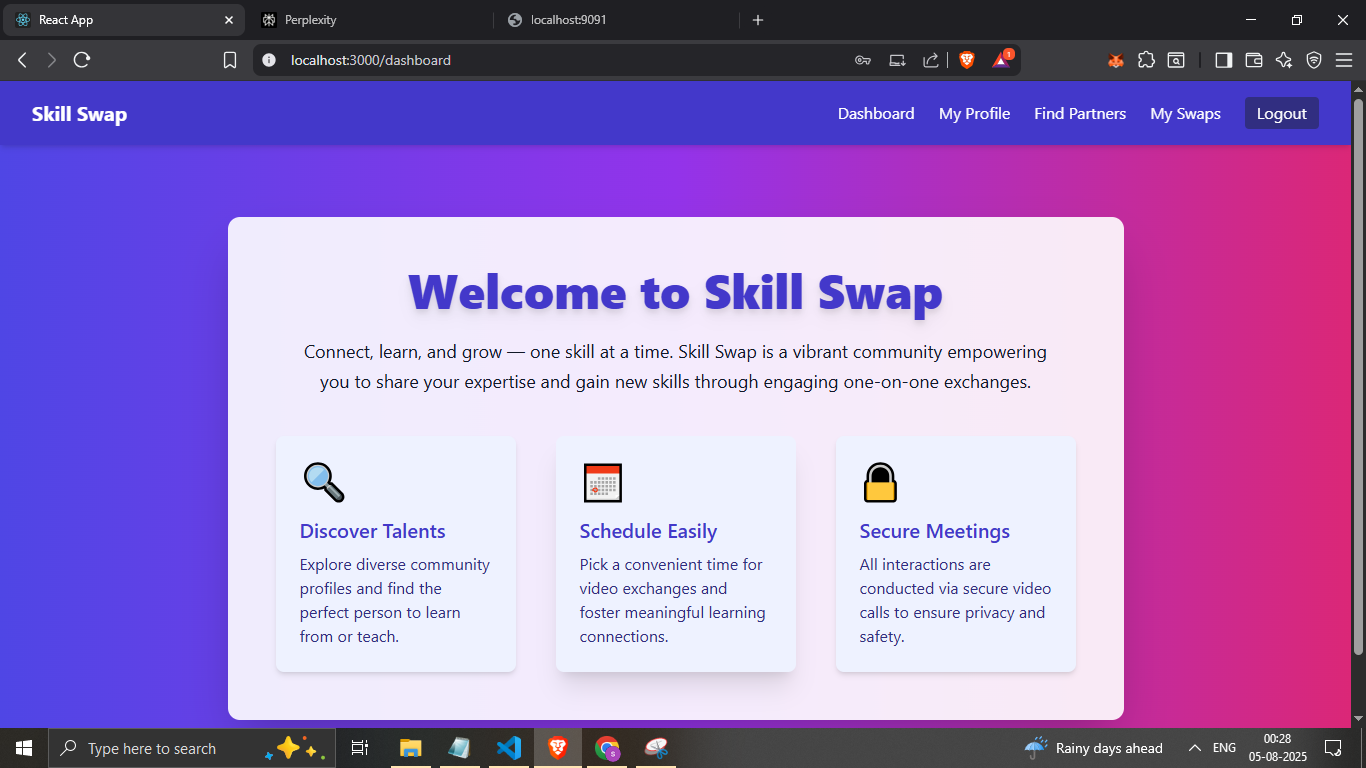 React App
Perplexity
localhost:9091
localhost:3000/dashboard
1
Skill Swap
Dashboard
My Profile
Find Partners
My Swaps
Logout
Welcome to Skill Swap
Connect, learn, and grow — one skill at a time. Skill Swap is a vibrant community empowering
you to share your expertise and gain new skills through engaging one-on-one exchanges.
Discover Talents
Explore diverse community
profiles and find the
perfect person to learn
from or teach.
Schedule Easily
Pick a convenient time for
video exchanges and
foster meaningful learning
connections.
Secure Meetings
All interactions are
conducted via secure video
calls to ensure privacy and
safety.
Type here to search
S
Rainy days ahead
ENG
00:28
05-08-2025